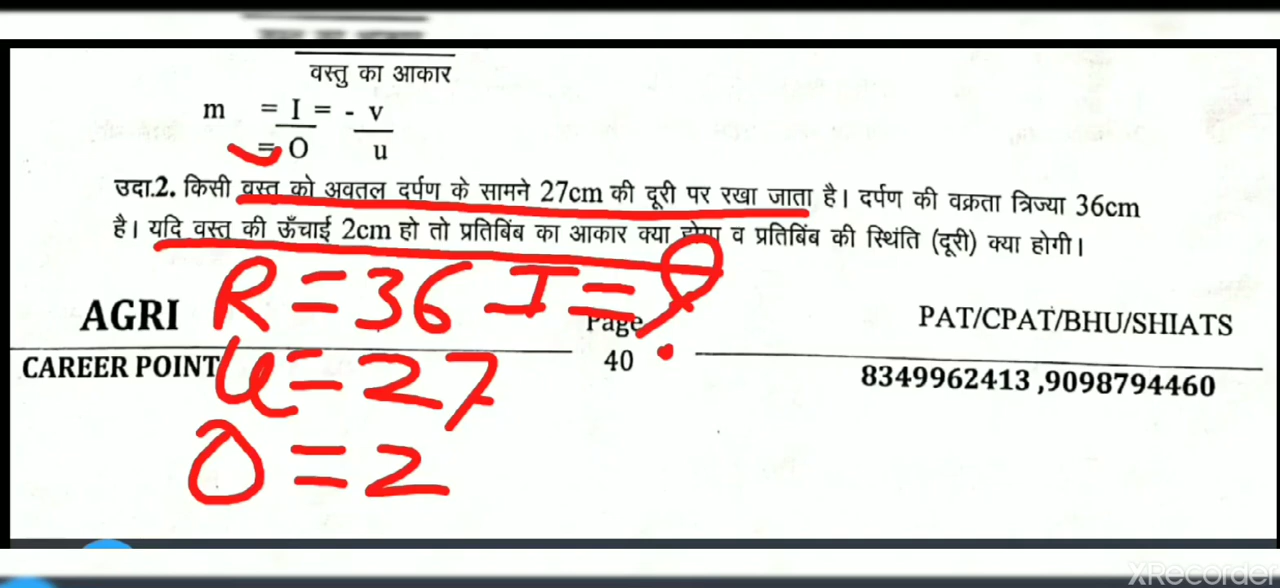 वस्तु का आकार
m = I = - v
= O u
उदा.2. किसी वस्त को अवतल दर्पण के सामने 27cm की दूरी पर रखा जाता है। दर्पण की वक्रता त्रिज्या 36cm
है। यदि वस्त की ऊँचाई 2cm हो तो प्रतिबिंब का आकार क्या होगा व प्रतिबिंब की स्थिंति (दूरी) क्या होगी।
R = 36 I = ?
AGRI Page PAT/CPAT/BHU/SHIATS
CAREER POINT 40 8349962413 ,9098794460
u = 27
O = 2
XRecorder